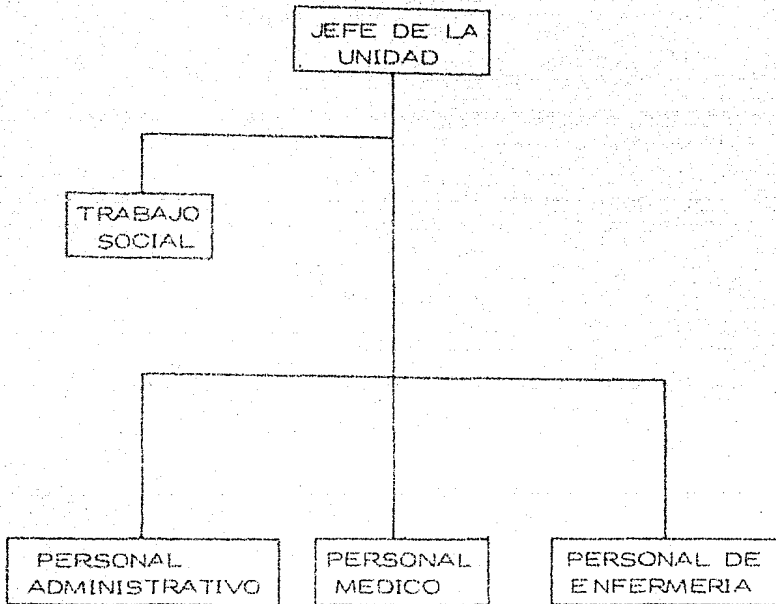 JEFE DE LA
UNIDAD
TRABAJO
SOCIAL
PERSONAL
ADMINISTRATIVO
PERSONAL
MEDICO
PERSONAL DE
ENFERMERIA